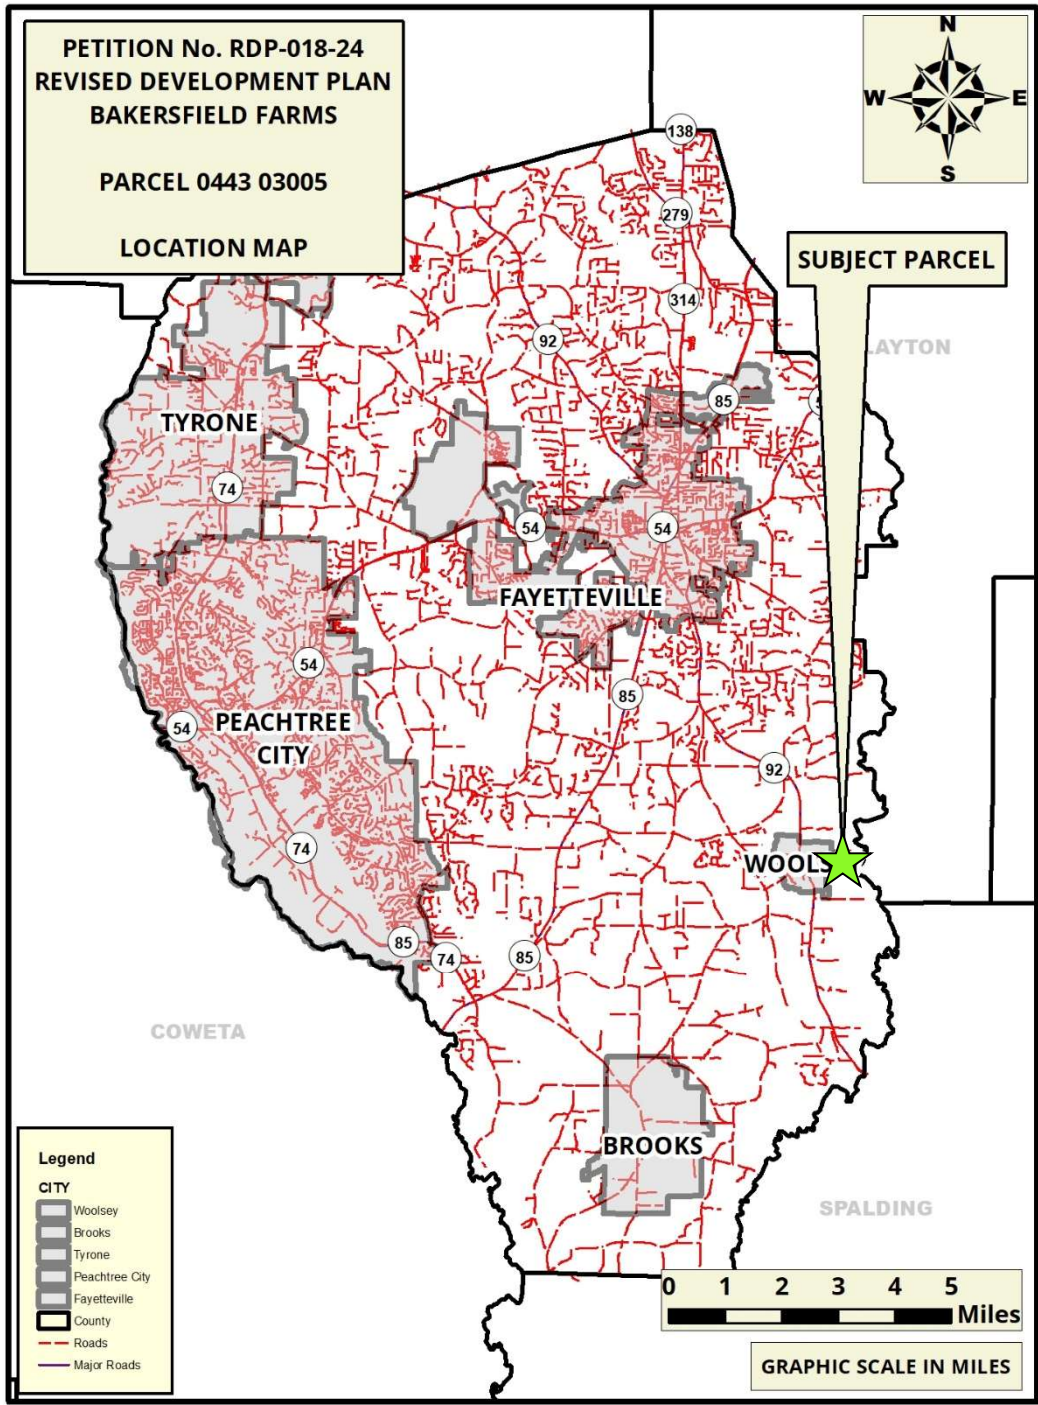 PETITION No. RDP-018-24
REVISED DEVELOPMENT PLAN
BAKERSFIELD FARMS
PARCEL 0443 03005
LOCATION MAP
N
W
E
S
138
279
SUBJECT PARCEL
314
92
LAYTON
85
TYRONE
74
54
54
FAYETTEVILLE
54
85
54
PEACHTREE
CITY
92
74
WOOLS
85
74
85
COWETA
BROOKS
SPALDING
Legend
CITY
Woolsey
Brooks
Tyrone
Peachtree City
Fayetteville
County
Roads
Major Roads
0 1 2 3 4 5
Miles
GRAPHIC SCALE IN MILES